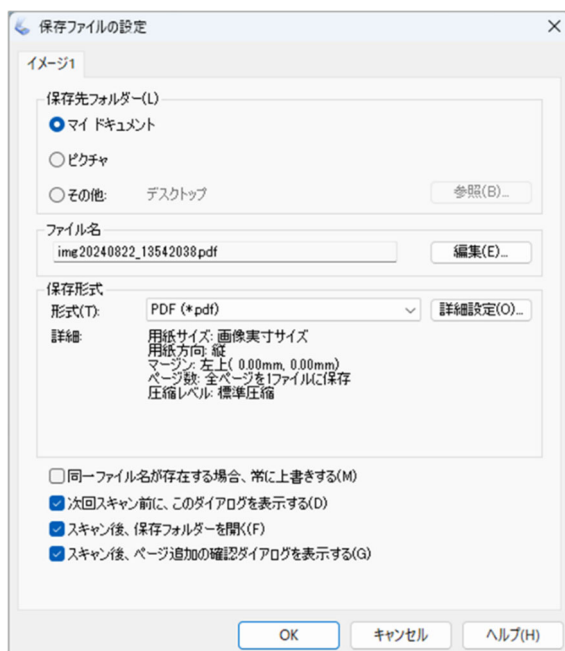 保存ファイルの設定
イメージ1
保存先フォルダー(L)
マイ ドキュメント
ピクチャ
その他: デスクトップ 参照(B)...
ファイル名
img20240822_13542038.pdf 編集(E)...
保存形式
形式(T): PDF (*.pdf) 詳細設定(O)...
詳細: 用紙サイズ: 画像実寸サイズ
用紙方向: 縦
マージン: 左上( 0.00mm, 0.00mm)
ページ数: 全ページを1ファイルに保存
圧縮レベル: 標準圧縮
同一ファイル名が存在する場合、常に上書きする(M)
次回スキャン前に、このダイアログを表示する(D)
スキャン後、保存フォルダーを開く(F)
スキャン後、ページ追加の確認ダイアログを表示する(G)
OK キャンセル ヘルプ(H)